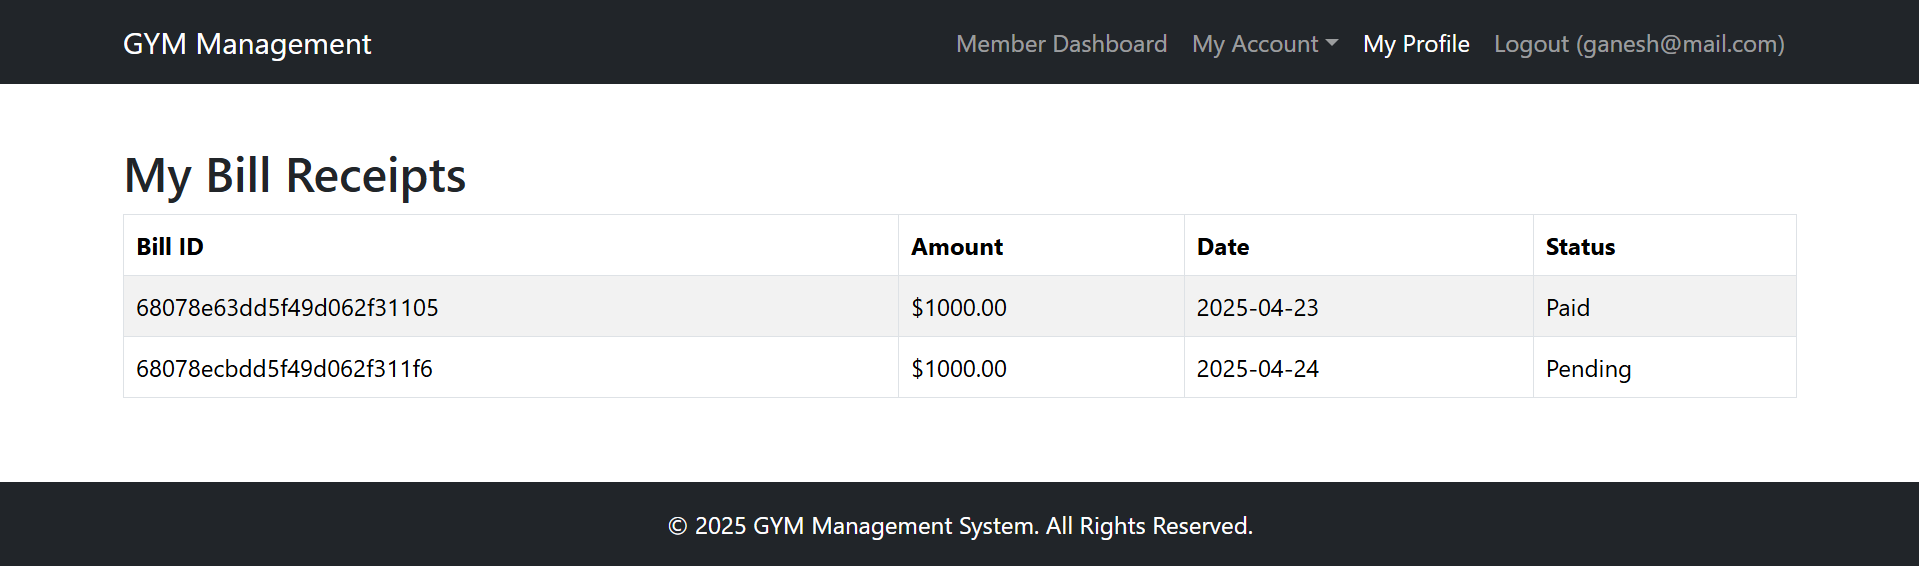 GYM Management Member Dashboard My Account My Profile Logout (ganesh@mail.com)
My Bill Receipts
Bill ID Amount Date Status
68078e63dd5f49d062f31105 $1000.00 2025-04-23 Paid
68078ecbdd5f49d062f311f6 $1000.00 2025-04-24 Pending
© 2025 GYM Management System. All Rights Reserved.